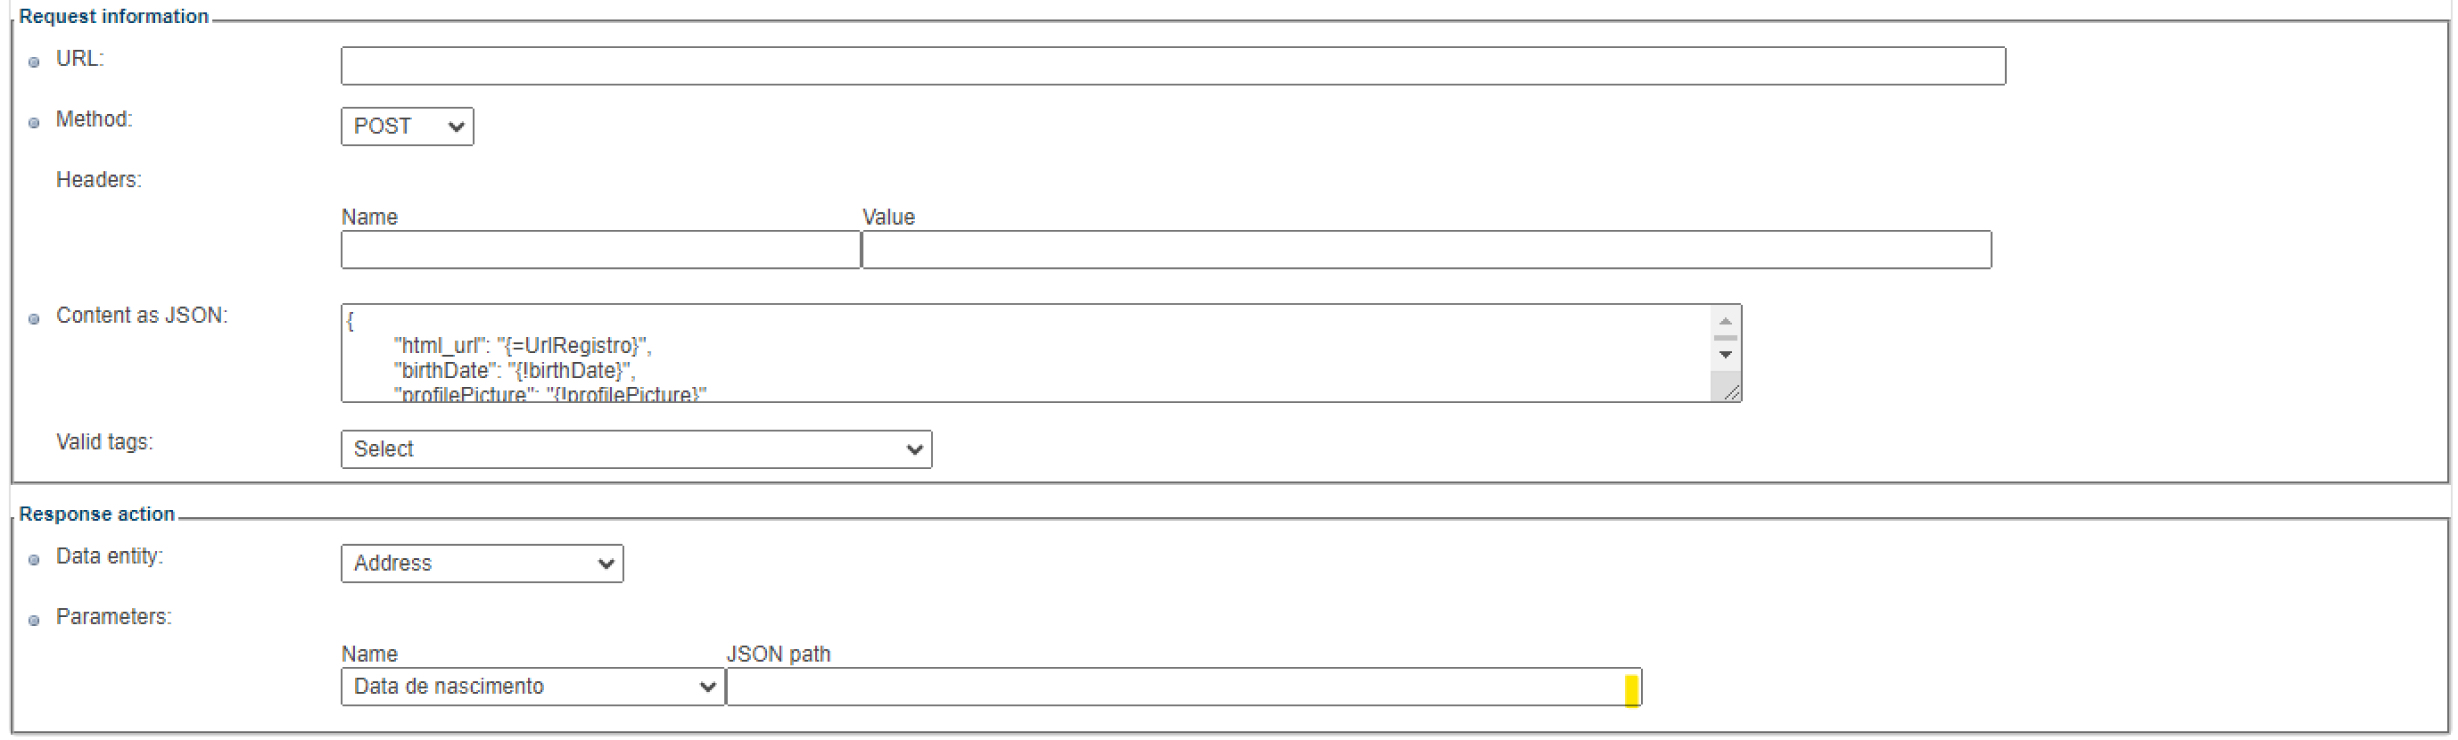 Request information
URL:
Method:
POST
Headers:
Name Value
Content as JSON:
{
"html_url": "{=UrlRegistro}",
"birthDate": "{!birthDate}",
"profilePicture": "{!profilePicture}"
Valid tags:
Select
Response action
Data entity:
Address
Parameters:
Name JSON path
Data de nascimento